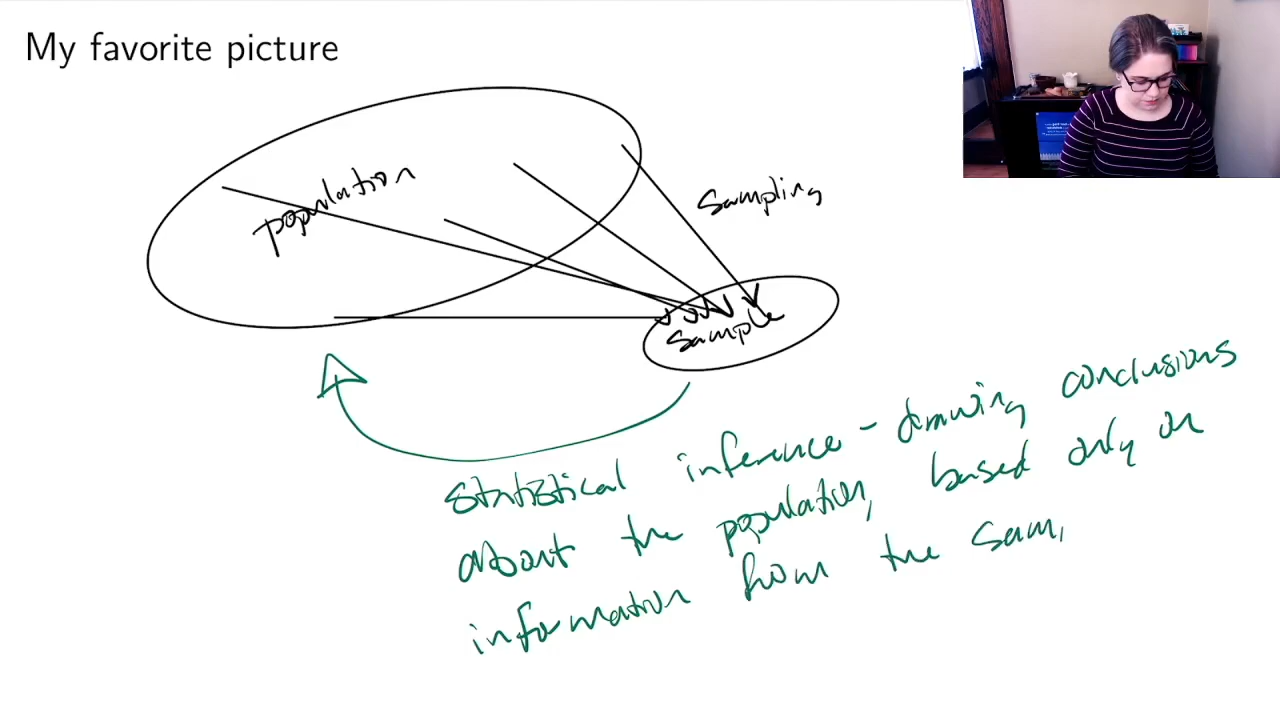 My favorite picture
population
Sampling
Sample
statistical inference - drawing conclusions
about the population, based only on
information from the sam